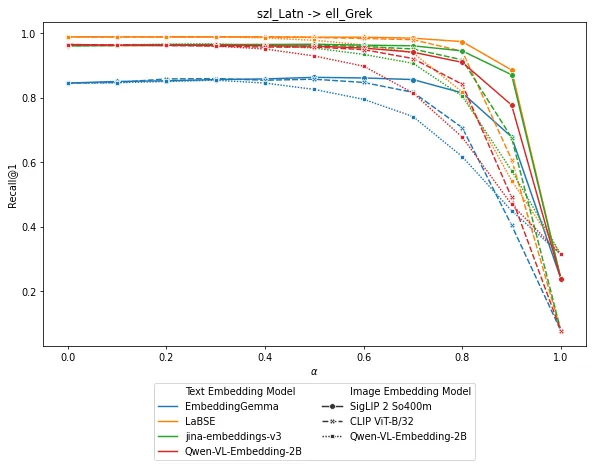 szl_Latn -> ell_Grek
1.0
0.8
0.6
0.4
0.2
Recall@1
0.0 0.2 0.4 0.6 0.8 1.0
α
Text Embedding Model Image Embedding Model
EmbeddingGemma SigLIP 2 So400m
LaBSE CLIP ViT-B/32
jina-embeddings-v3 Qwen-VL-Embedding-2B
Qwen-VL-Embedding-2B